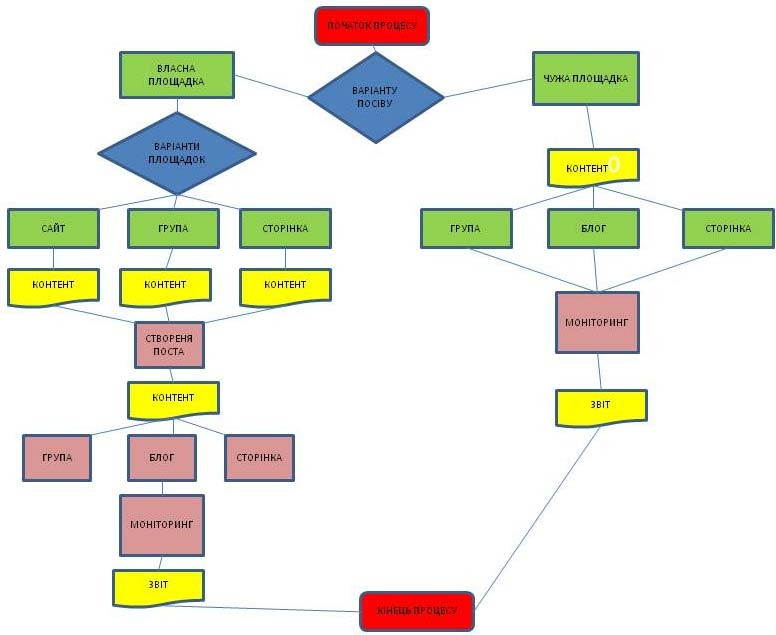 ПОЧАТОК ПРОЦЕСУ
ВЛАСНА
ПЛОЩАДКА
ВАРІАНТУ
ПОСІВУ
ЧУЖА ПЛОЩАДКА
ВАРІАНТИ
ПЛОЩАДОК
КОНТЕНТ0
САЙТ
ГРУПА
СТОРІНКА
ГРУПА
БЛОГ
СТОРІНКА
КОНТЕНТ
КОНТЕНТ
КОНТЕНТ
СТВОРЕНЯ
ПОСТА
МОНІТОРИНГ
КОНТЕНТ
ЗВІТ
ГРУПА
БЛОГ
СТОРІНКА
МОНІТОРИНГ
ЗВІТ
КІНЕЦЬ ПРОЦЕСУ